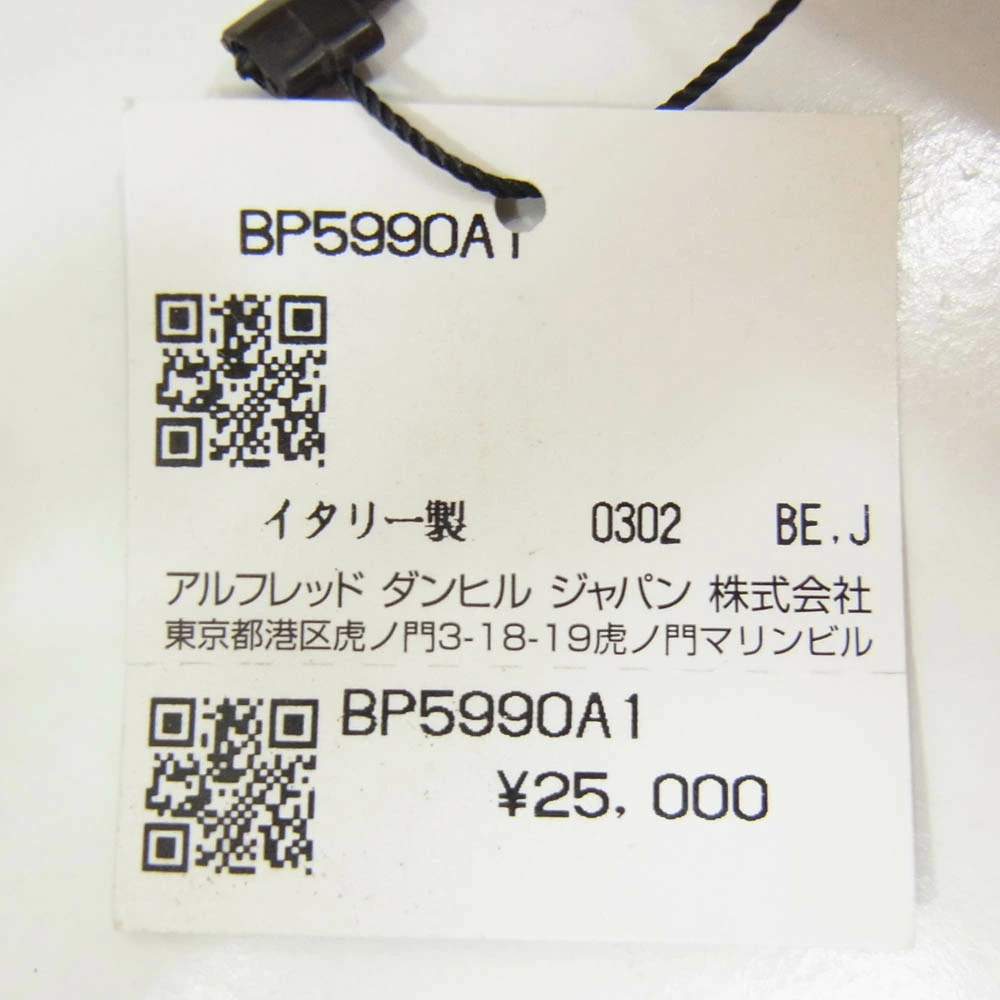 BP5990A1
イタリー製 0302 BE,J
アルフレッド ダンヒル ジャパン 株式会社
東京都港区虎ノ門3-18-19虎ノ門マリンビル
BP5990A1
¥25,000